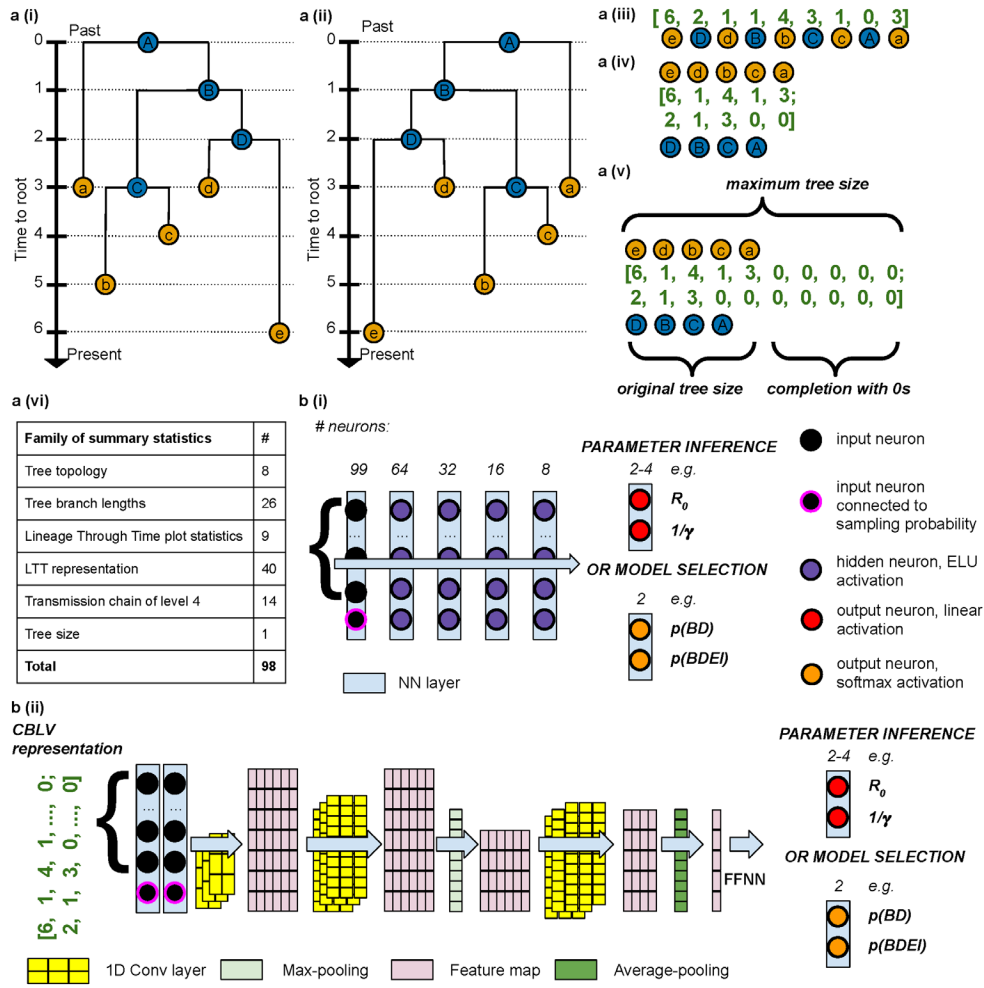 a (i)
Past
0
1
2
3
4
5
6
Time to root
Present
A
B
D
a
C
d
c
b
e
a (ii)
Past
0
1
2
3
4
5
6
Time to root
Present
A
B
D
d
C
a
c
b
e
a (iii)
[ 6, 2, 1, 1, 4, 3, 1, 0, 3]
e D d B b C c A a
a (iv)
e d b c a
[6, 1, 4, 1, 3;
2, 1, 3, 0, 0]
D B C A
a (v)
maximum tree size
e d b c a
[6, 1, 4, 1, 3, 0, 0, 0, 0, 0;
2, 1, 3, 0, 0, 0, 0, 0, 0, 0]
D B C A
original tree size
completion with 0s
a (vi)
Family of summary statistics #
Tree topology 8
Tree branch lengths 26
Lineage Through Time plot statistics 9
LTT representation 40
Transmission chain of level 4 14
Tree size 1
Total 98
b (i)
# neurons:
99 64 32 16 8
... ... ... ... ...
NN layer
PARAMETER INFERENCE
2-4 e.g.
R0
1/γ
OR MODEL SELECTION
2 e.g.
p(BD)
p(BDEI)
input neuron
input neuron
connected to
sampling probability
hidden neuron, ELU
activation
output neuron, linear
activation
output neuron,
softmax activation
b (ii)
CBLV
representation
[6, 1, 4, 1, ..., 0;
2, 1, 3, 0, ..., 0]
... ...
FFNN
PARAMETER INFERENCE
2-4 e.g.
R0
1/γ
OR MODEL SELECTION
2 e.g.
p(BD)
p(BDEI)
1D Conv layer
Max-pooling
Feature map
Average-pooling